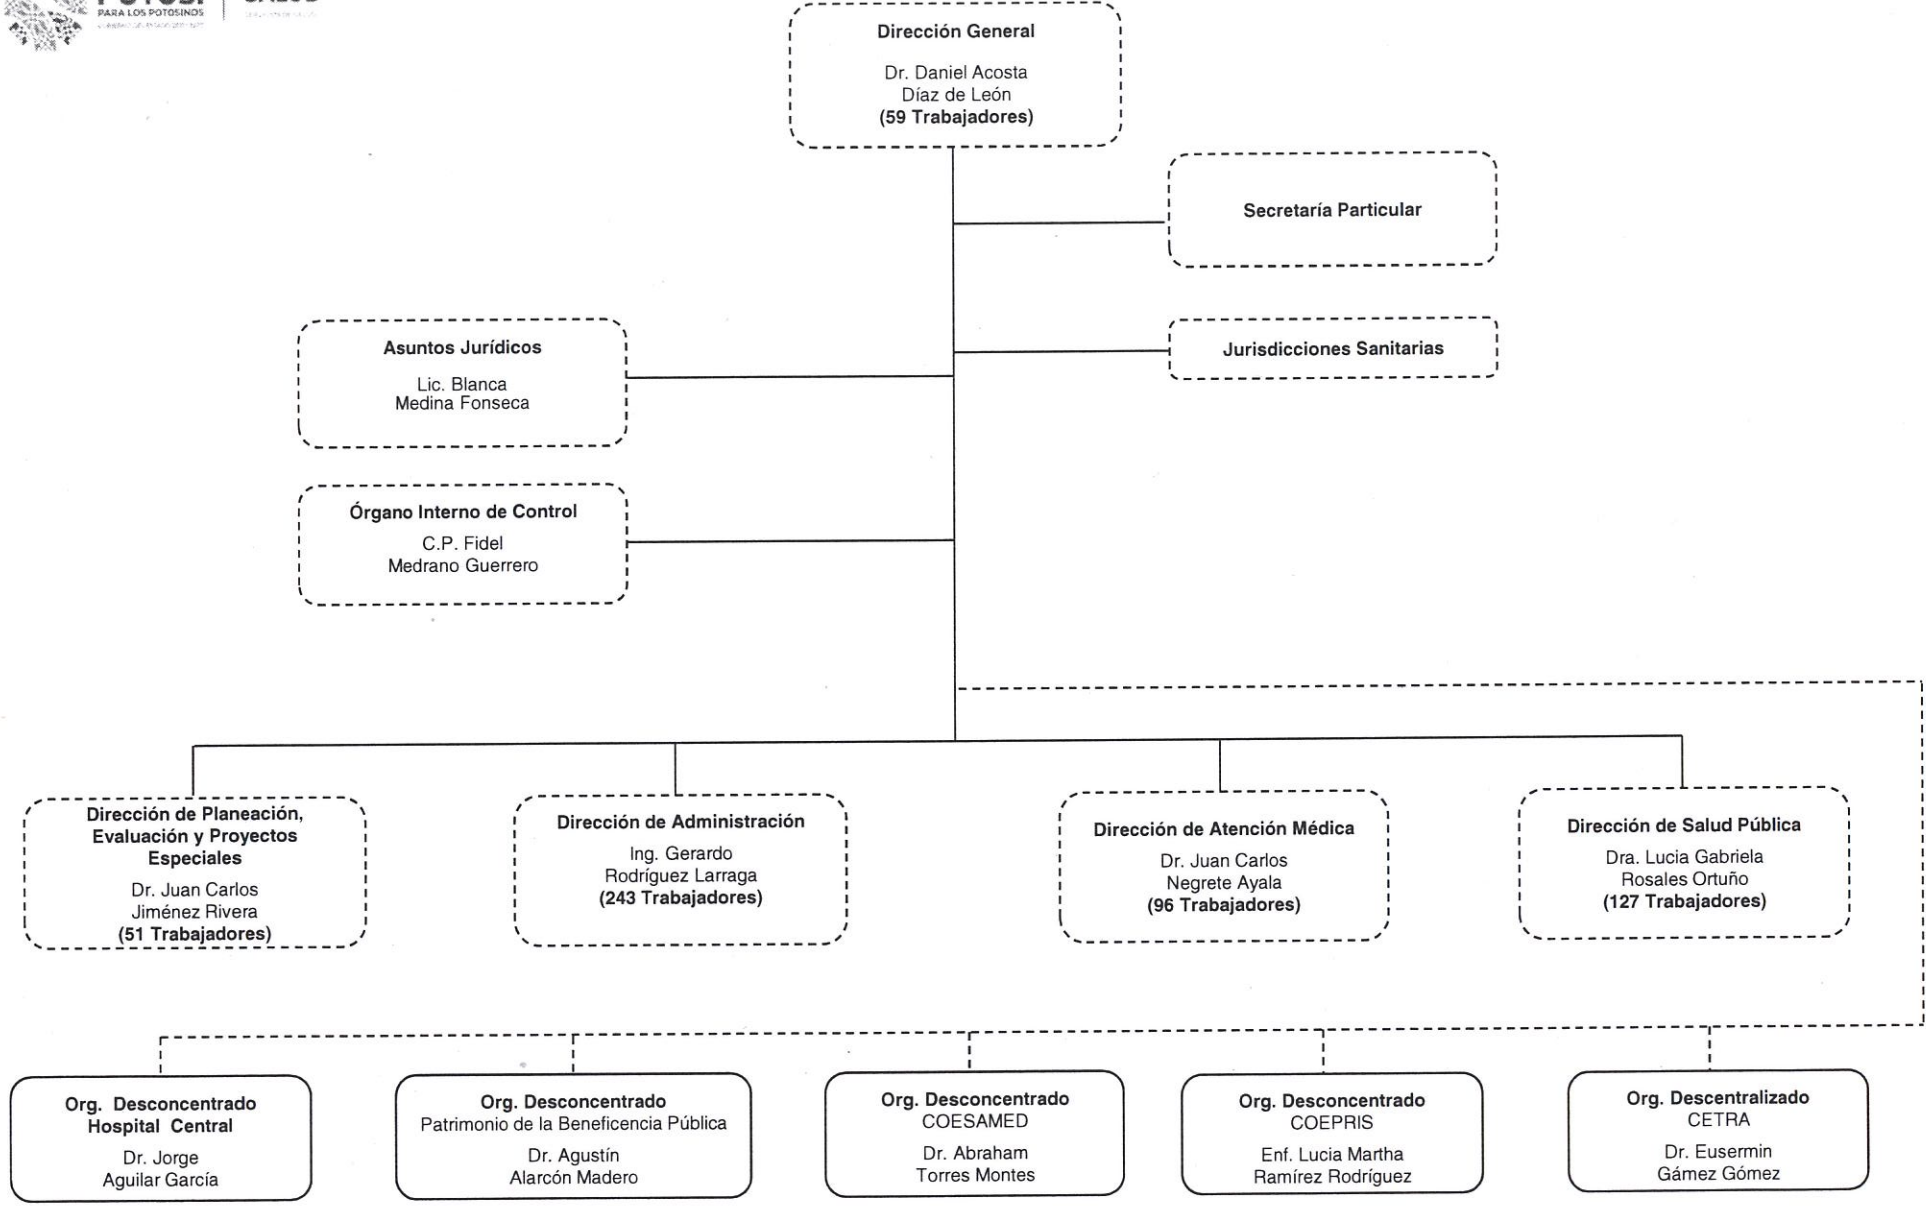 PARA LOS POTOSINOS
Dirección General
Dr. Daniel Acosta
Díaz de León
(59 Trabajadores)
Secretaría Particular
Jurisdicciones Sanitarias
Asuntos Jurídicos
Lic. Blanca
Medina Fonseca
Órgano Interno de Control
C.P. Fidel
Medrano Guerrero
Dirección de Planeación,
Evaluación y Proyectos
Especiales
Dr. Juan Carlos
Jiménez Rivera
(51 Trabajadores)
Dirección de Administración
Ing. Gerardo
Rodríguez Larraga
(243 Trabajadores)
Dirección de Atención Médica
Dr. Juan Carlos
Negrete Ayala
(96 Trabajadores)
Dirección de Salud Pública
Dra. Lucia Gabriela
Rosales Ortuño
(127 Trabajadores)
Org. Desconcentrado
Hospital Central
Dr. Jorge
Aguilar García
Org. Desconcentrado
Patrimonio de la Beneficencia Pública
Dr. Agustín
Alarcón Madero
Org. Desconcentrado
COESAMED
Dr. Abraham
Torres Montes
Org. Desconcentrado
COEPRIS
Enf. Lucia Martha
Ramírez Rodríguez
Org. Descentralizado
CETRA
Dr. Eusermin
Gámez Gómez